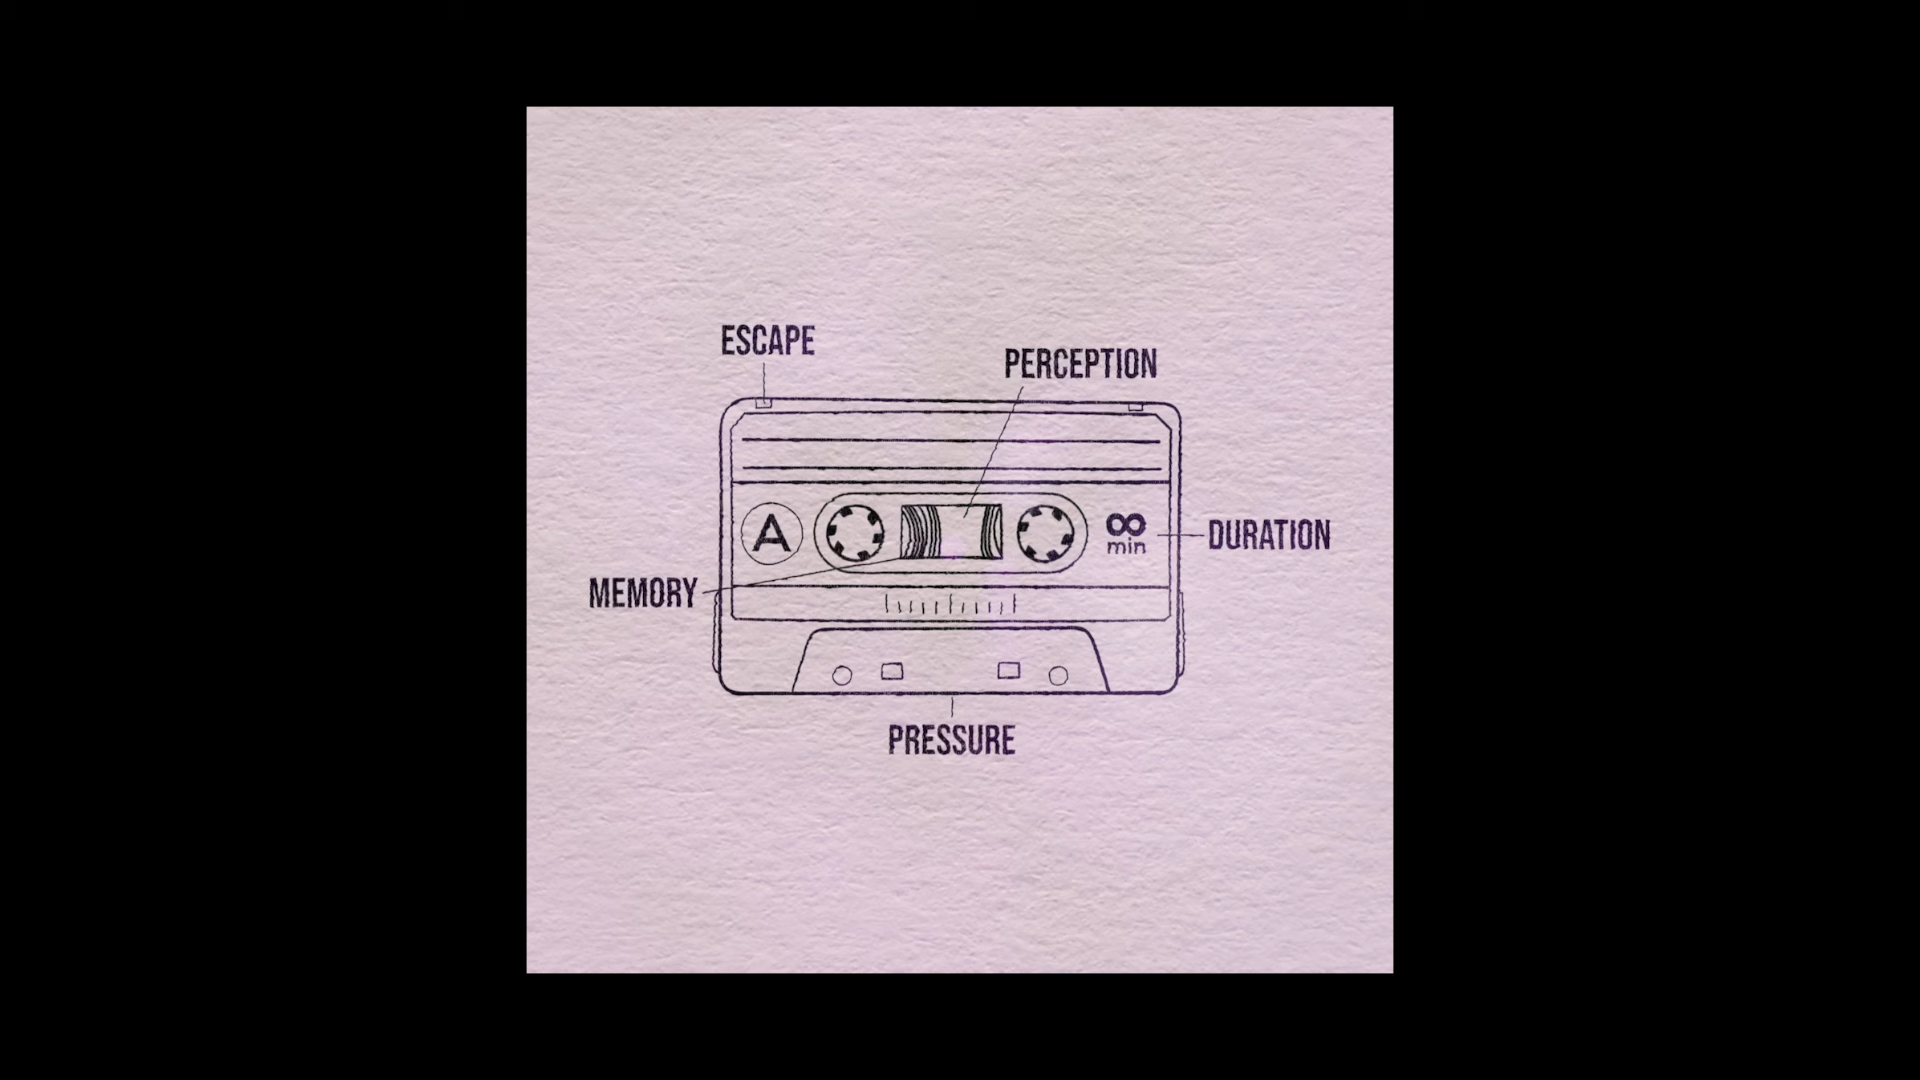 ESCAPE
PERCEPTION
A
∞
min
DURATION
MEMORY
PRESSURE